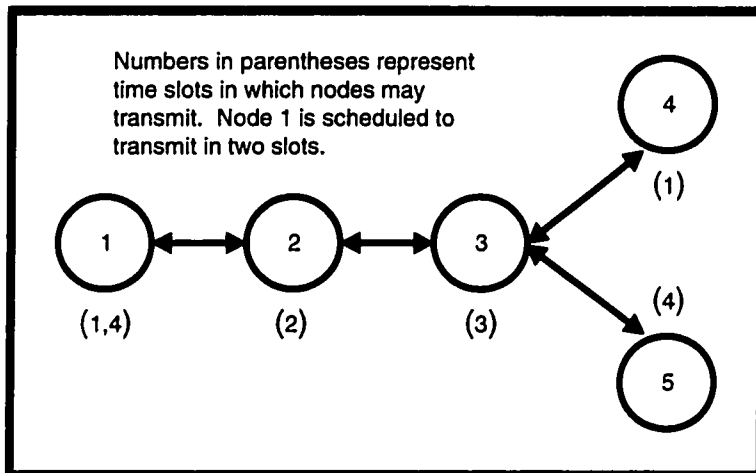 Numbers in parentheses represent
time slots in which nodes may
transmit. Node 1 is scheduled to
transmit in two slots.
4
(1)
1
2
3
(1,4)
(2)
(3)
(4)
5